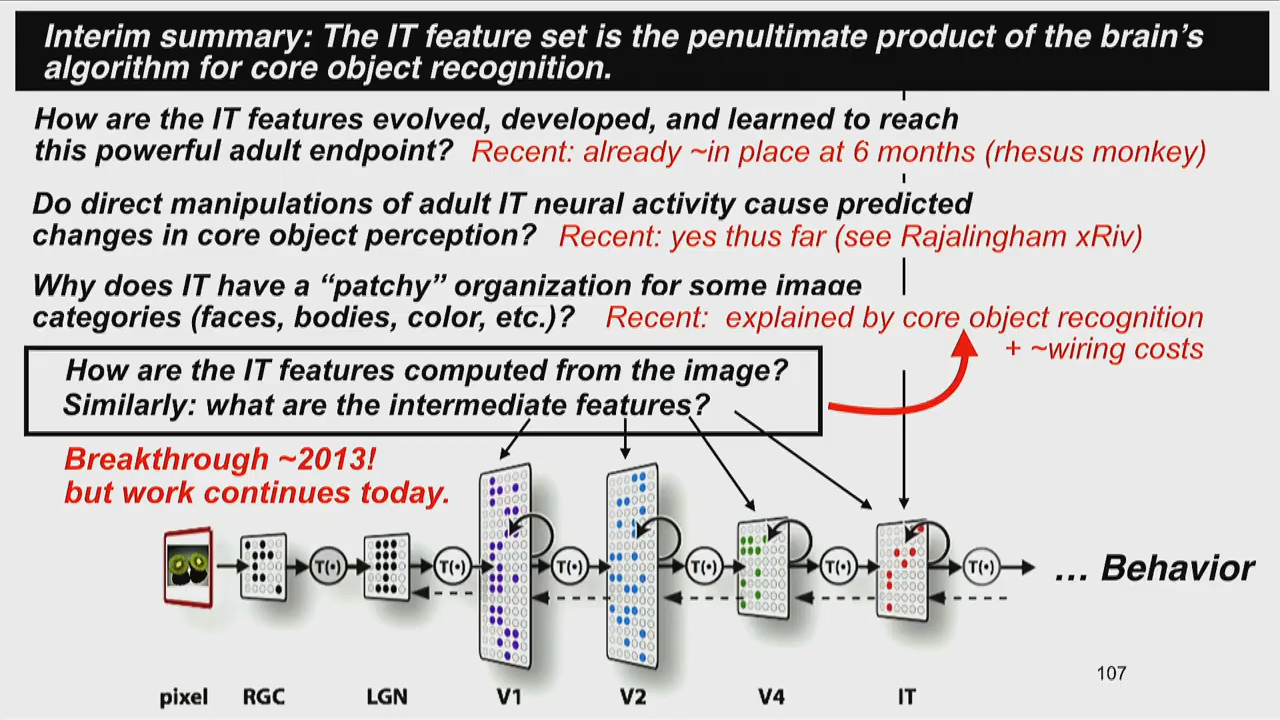 Interim summary: The IT feature set is the penultimate product of the brain's
algorithm for core object recognition.
How are the IT features evolved, developed, and learned to reach
this powerful adult endpoint? Recent: already ~in place at 6 months (rhesus monkey)
Do direct manipulations of adult IT neural activity cause predicted
changes in core object perception? Recent: yes thus far (see Rajalingham xRiv)
Why does IT have a “patchy” organization for some image
categories (faces, bodies, color, etc.)? Recent: explained by core object recognition
+ ~wiring costs
How are the IT features computed from the image?
Similarly: what are the intermediate features?
Breakthrough ~2013!
but work continues today.
T(•) T(•) T(•) T(•) T(•) T(•) ... Behavior
107
pixel RGC LGN V1 V2 V4 IT